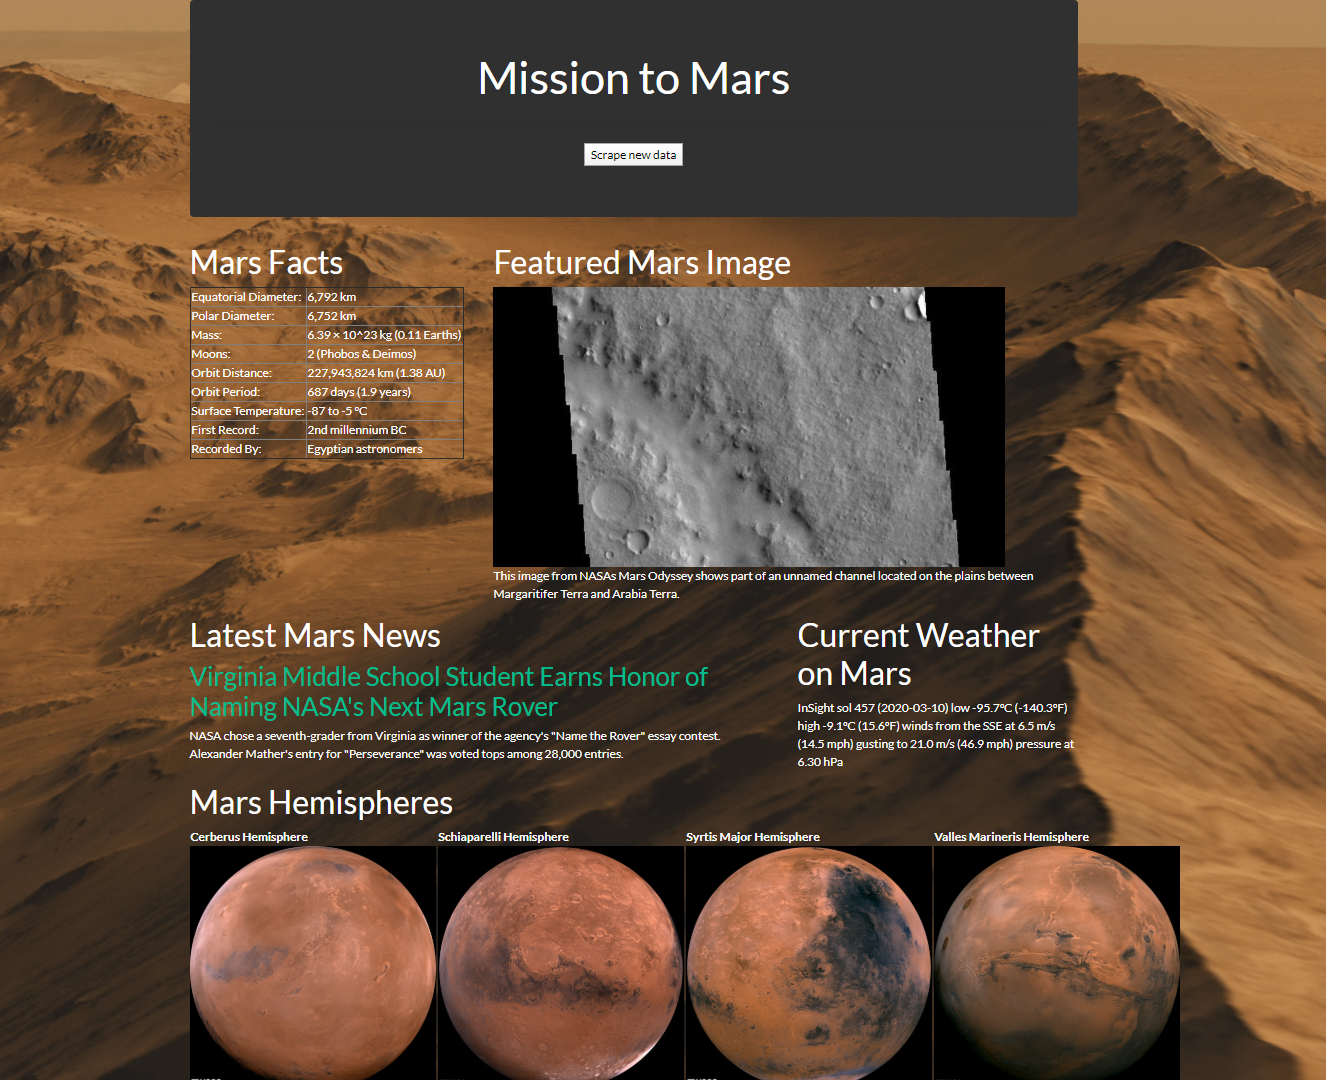 Mission to Mars
Scrape new data
Mars Facts
Equatorial Diameter: 6,792 km
Polar Diameter: 6,752 km
Mass: 6.39 × 10^23 kg (0.11 Earths)
Moons: 2 (Phobos & Deimos)
Orbit Distance: 227,943,824 km (1.38 AU)
Orbit Period: 687 days (1.9 years)
Surface Temperature: -87 to -5 °C
First Record: 2nd millennium BC
Recorded By: Egyptian astronomers
Featured Mars Image
This image from NASAs Mars Odyssey shows part of an unnamed channel located on the plains between
Margaritifer Terra and Arabia Terra.
Latest Mars News
Virginia Middle School Student Earns Honor of
Naming NASA's Next Mars Rover
NASA chose a seventh-grader from Virginia as winner of the agency's "Name the Rover" essay contest.
Alexander Mather's entry for "Perseverance" was voted tops among 28,000 entries.
Current Weather
on Mars
InSight sol 457 (2020-03-10) low -95.7ºC (-140.3ºF)
high -9.1ºC (15.6ºF) winds from the SSE at 6.5 m/s
(14.5 mph) gusting to 21.0 m/s (46.9 mph) pressure at
6.30 hPa
Mars Hemispheres
Cerberus Hemisphere
Schiaparelli Hemisphere
Syrtis Major Hemisphere
Valles Marineris Hemisphere